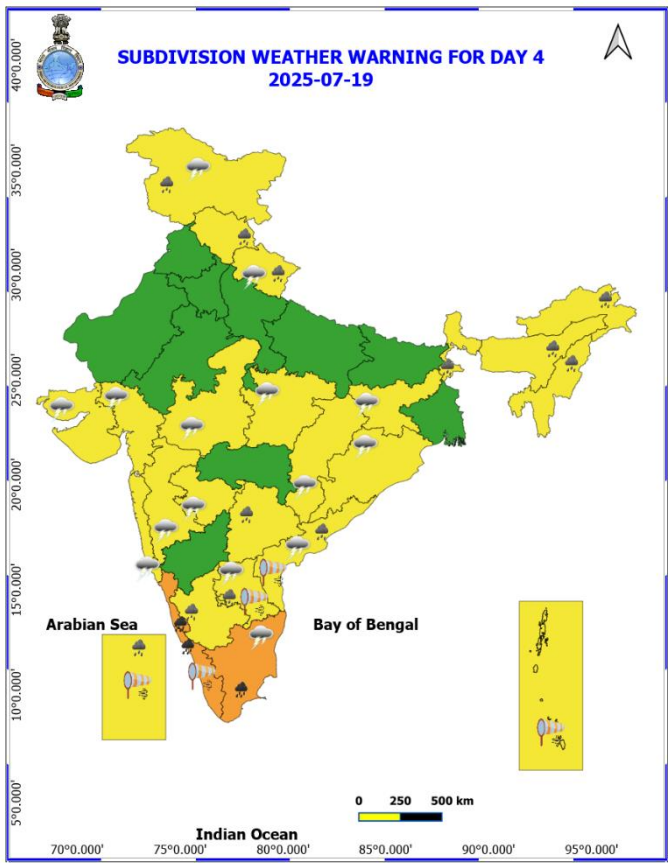 SUBDIVISION WEATHER WARNING FOR DAY 4
2025-07-19
40°0.000'
35°0.000'
30°0.000'
25°0.000'
20°0.000'
15°0.000'
10°0.000'
5°0.000'
Arabian Sea
Bay of Bengal
0 250 500 km
Indian Ocean
70°0.000' 75°0.000' 80°0.000' 85°0.000' 90°0.000' 95°0.000'